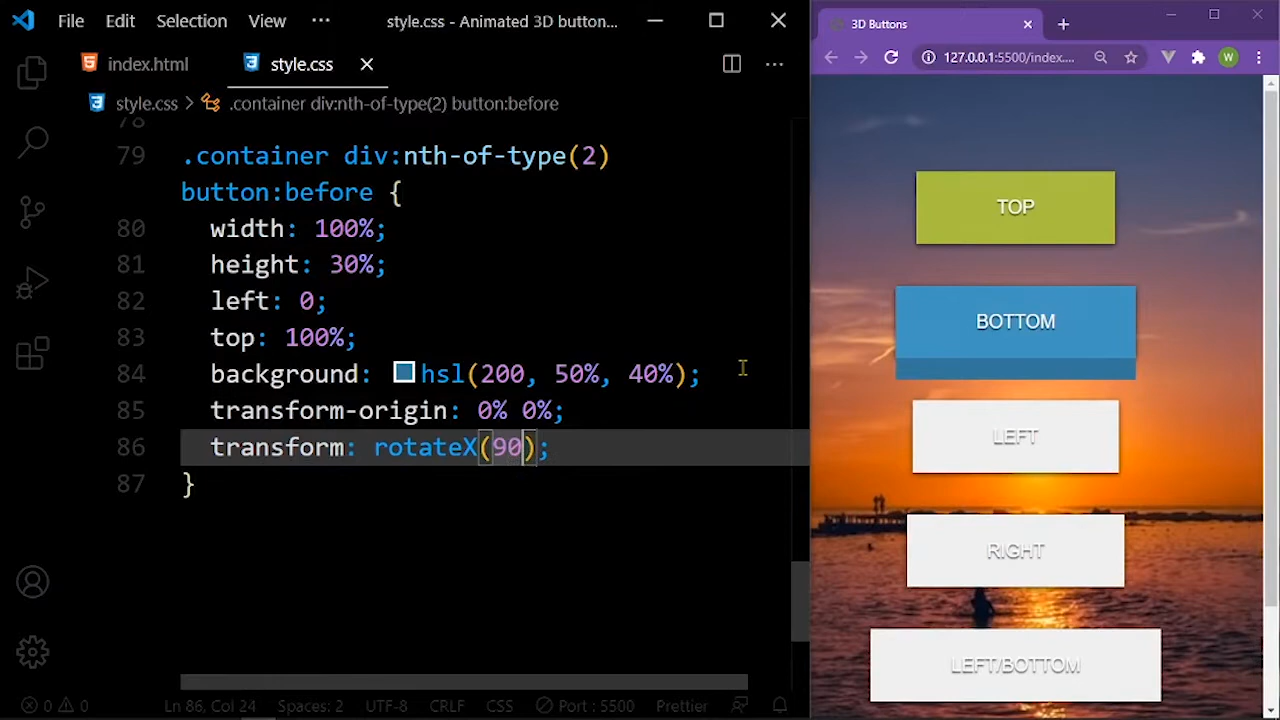 File Edit Selection View ··· style.css - Animated 3D button...
index.html style.css
style.css > .container div:nth-of-type(2) button:before
78
79 .container div:nth-of-type(2)
button:before {
80 width: 100%;
81 height: 30%;
82 left: 0;
83 top: 100%;
84 background: hsl(200, 50%, 40%);
85 transform-origin: 0% 0%;
86 transform: rotateX(90);
87 }
0 0 Ln 86, Col 24 Spaces: 2 UTF-8 CRLF CSS Port : 5500 Prettier
3D Buttons
127.0.0.1:5500/index.... W
TOP
BOTTOM
LEFT
RIGHT
LEFT/BOTTOM